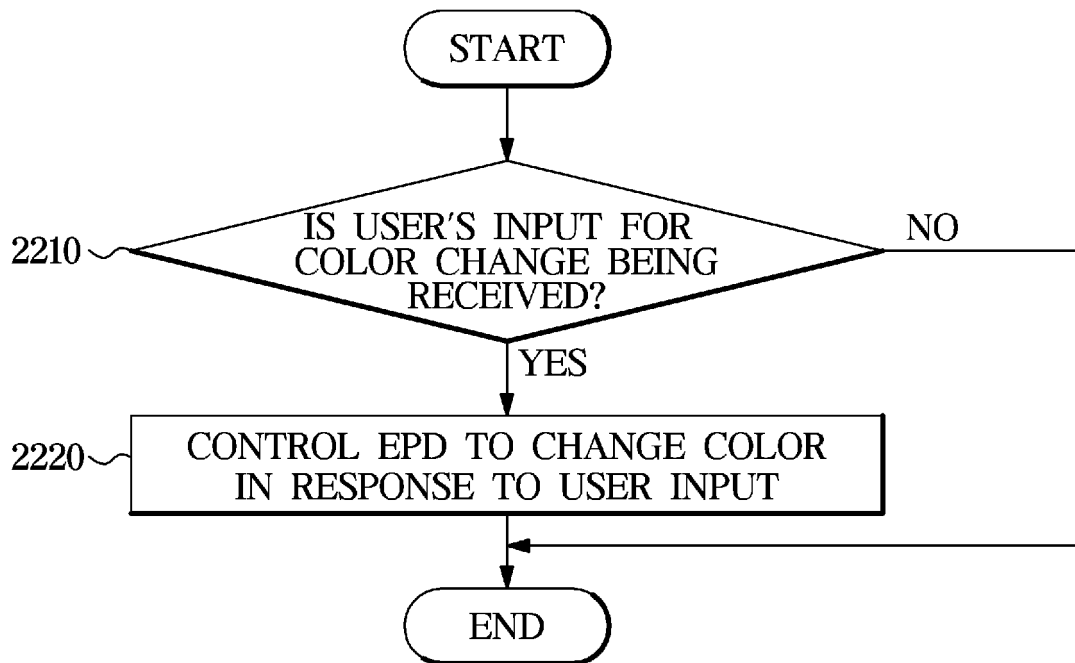 START
2210
IS USER'S INPUT FOR
COLOR CHANGE BEING
RECEIVED?
NO
YES
2220
CONTROL EPD TO CHANGE COLOR
IN RESPONSE TO USER INPUT
END